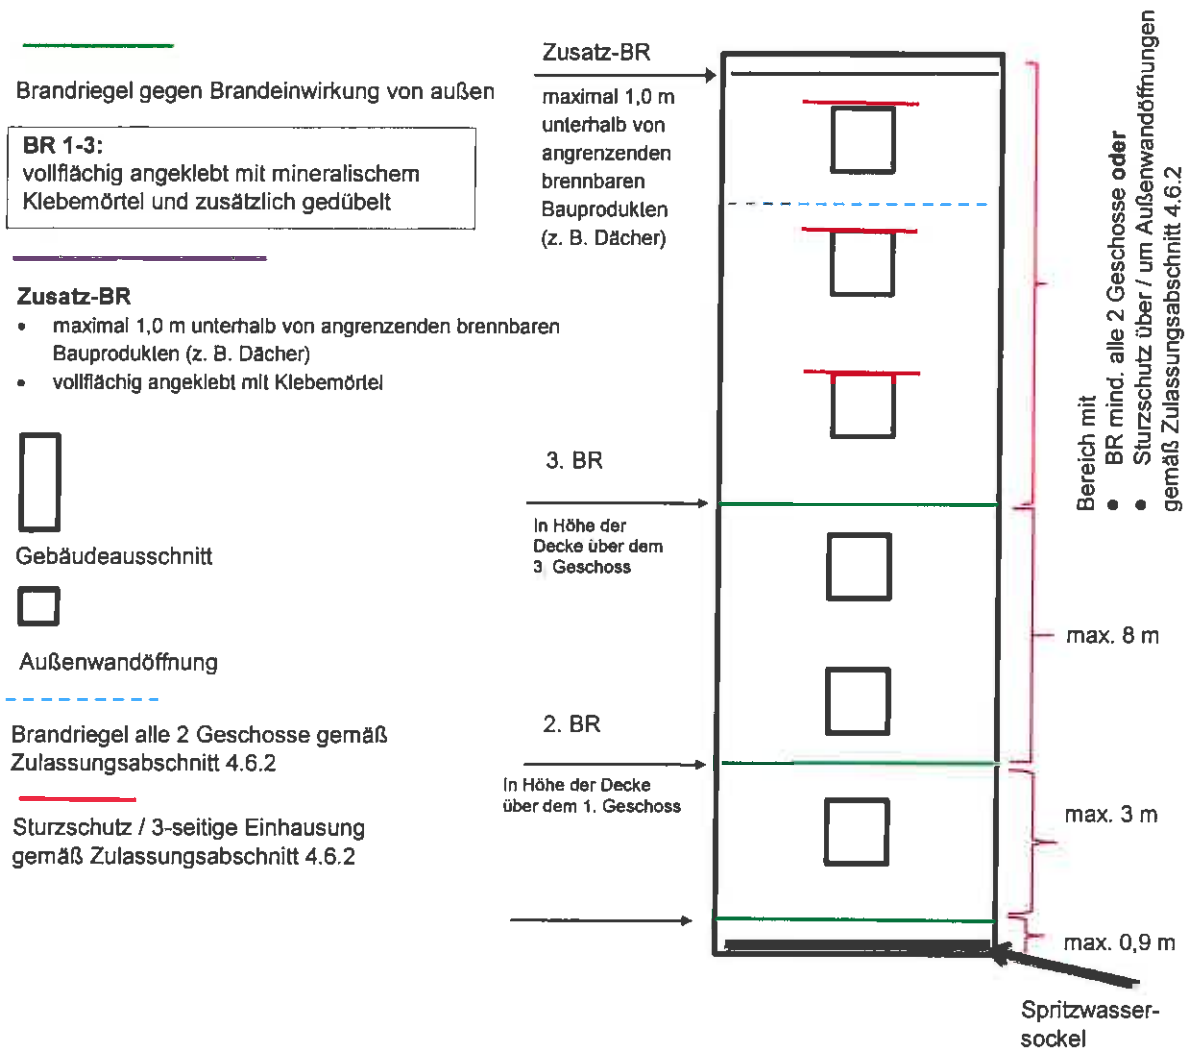 Brandriegel gegen Brandeinwirkung von außen
BR 1-3:
vollflächig angeklebt mit mineralischem
Klebemörtel und zusätzlich gedübelt
Zusatz-BR
• maximal 1,0 m unterhalb von angrenzenden brennbaren
Bauprodukten (z. B. Dächer)
• vollflächig angeklebt mit Klebemörtel
Gebäudeausschnitt
Außenwandöffnung
Brandriegel alle 2 Geschosse gemäß
Zulassungsabschnitt 4.6.2
Sturzschutz / 3-seitige Einhausung
gemäß Zulassungsabschnitt 4.6.2
Zusatz-BR
maximal 1,0 m
unterhalb von
angrenzenden
brennbaren
Bauprodukten
(z. B. Dächer)
3. BR
In Höhe der
Decke über dem
3. Geschoss
2. BR
In Höhe der Decke
über dem 1. Geschoss
Bereich mit
• BR mind. alle 2 Geschosse oder
• Sturzschutz über / um Außenwandöffnungen
gemäß Zulassungsabschnitt 4.6.2
max. 8 m
max. 3 m
max. 0,9 m
Spritzwasser-
sockel